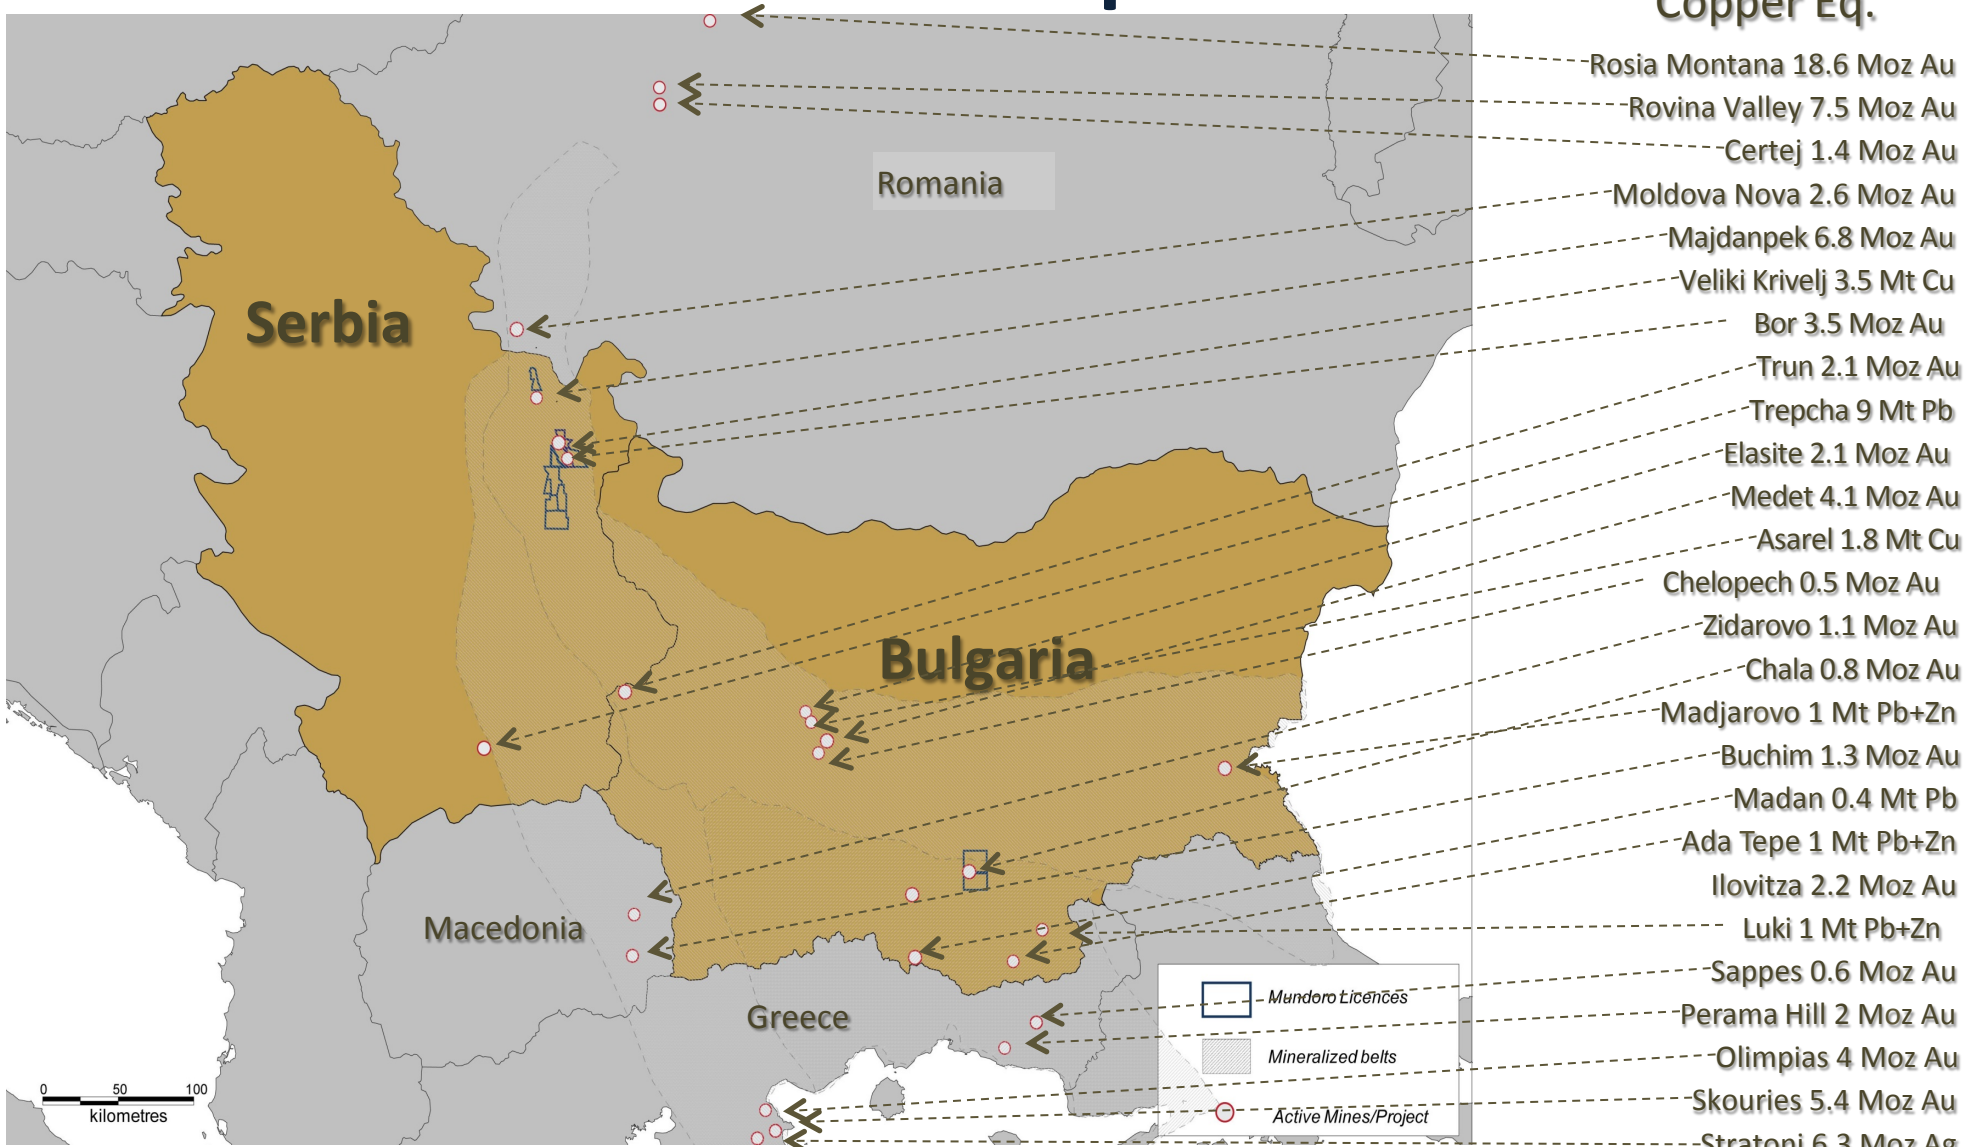 Copper Eq.
Rosia Montana 18.6 Moz Au
Rovina Valley 7.5 Moz Au
Certej 1.4 Moz Au
Romania
Moldova Nova 2.6 Moz Au
Majdanpek 6.8 Moz Au
Veliki Krivelj 3.5 Mt Cu
Serbia
Bor 3.5 Moz Au
Trun 2.1 Moz Au
Trepcha 9 Mt Pb
Elasite 2.1 Moz Au
Medet 4.1 Moz Au
Asarel 1.8 Mt Cu
Chelopech 0.5 Moz Au
Zidarovo 1.1 Moz Au
Bulgaria
Chala 0.8 Moz Au
Madjarovo 1 Mt Pb+Zn
Buchim 1.3 Moz Au
Madan 0.4 Mt Pb
Ada Tepe 1 Mt Pb+Zn
Ilovitza 2.2 Moz Au
Macedonia
Luki 1 Mt Pb+Zn
Sappes 0.6 Moz Au
Mundoro Licences
Greece
Perama Hill 2 Moz Au
Mineralized belts
Olimpias 4 Moz Au
0 50 100
kilometres
Skouries 5.4 Moz Au
Active Mines/Project
Stratoni 6.3 Moz Ag